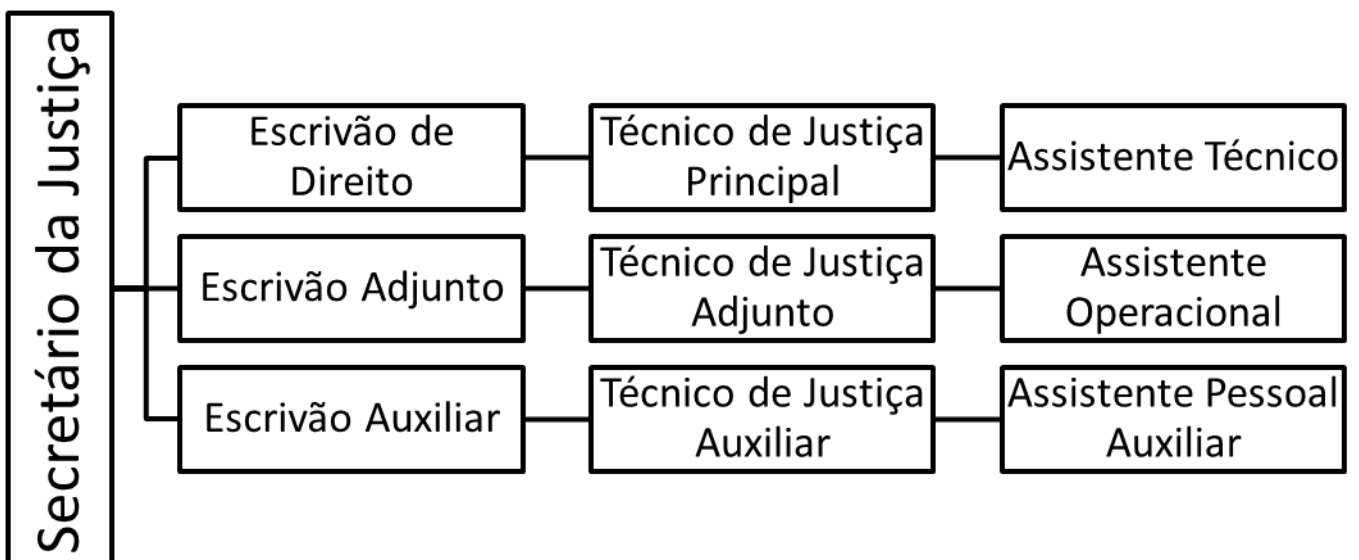 Secretário da Justiça
Escrivão de
Direito
Técnico de Justiça
Principal
Assistente Técnico
Escrivão Adjunto
Técnico de Justiça
Adjunto
Assistente
Operacional
Escrivão Auxiliar
Técnico de Justiça
Auxiliar
Assistente Pessoal
Auxiliar